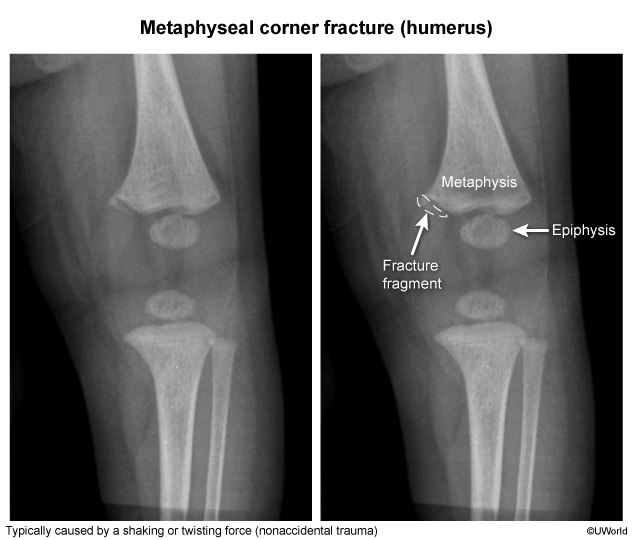 Metaphyseal corner fracture (humerus)
Metaphysis
Epiphysis
Fracture
fragment
Typically caused by a shaking or twisting force (nonaccidental trauma)
©UWorld